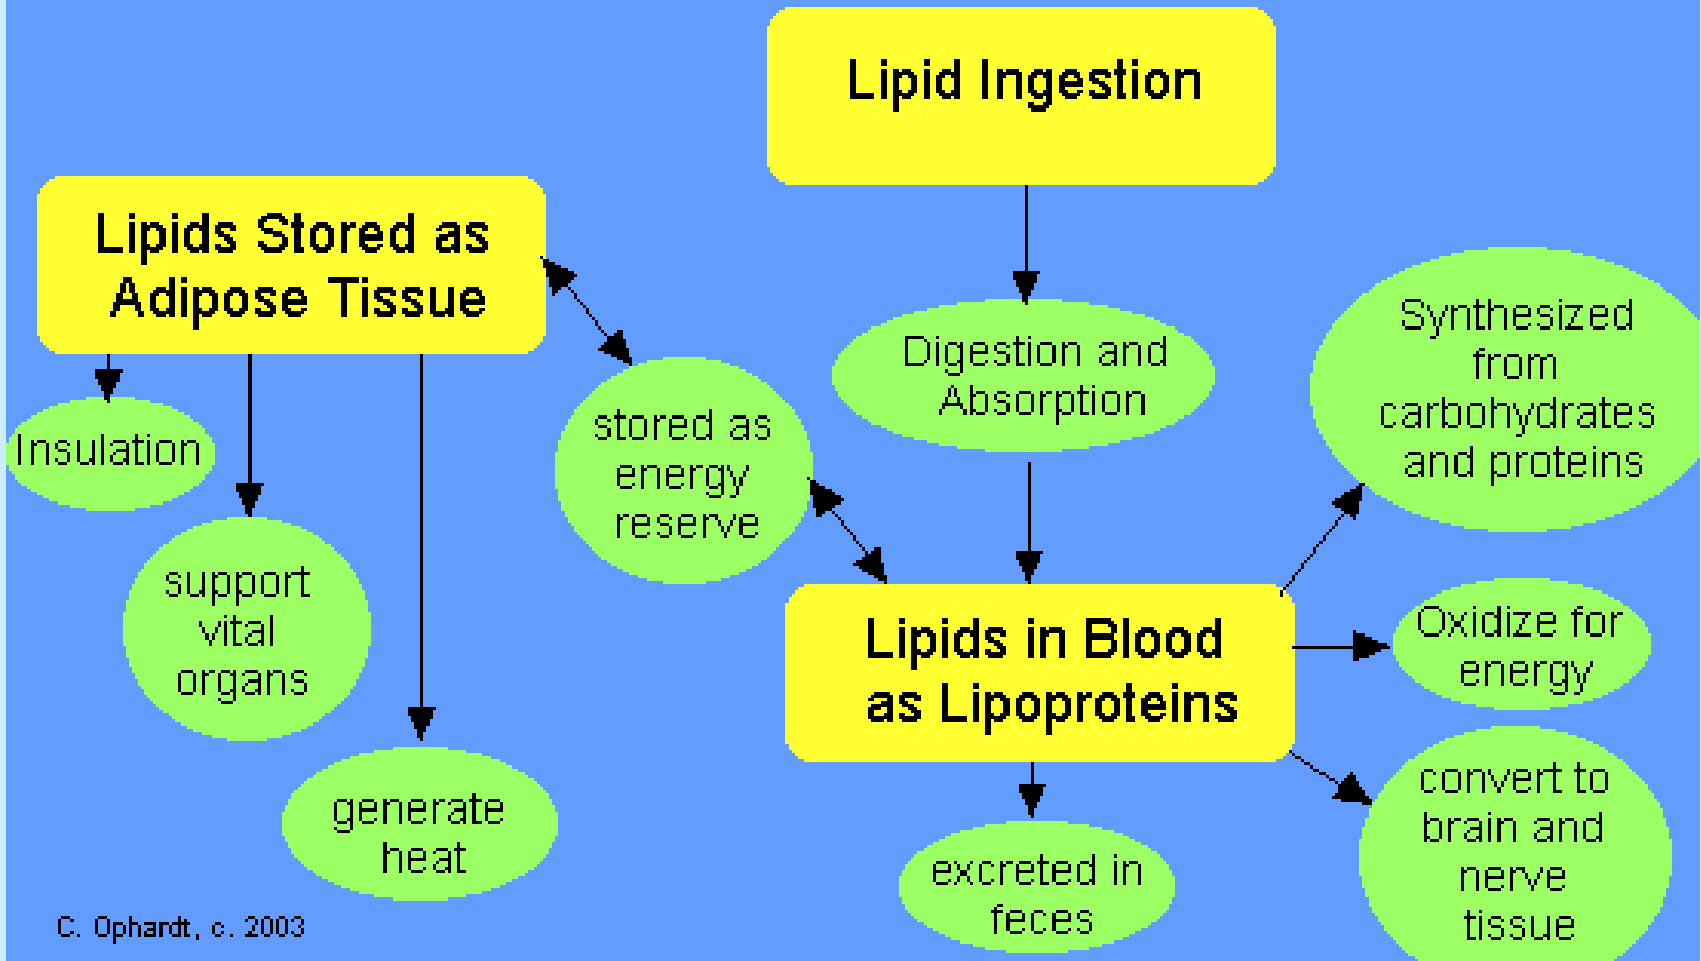 Lipid Ingestion
Lipids Stored as
Adipose Tissue
Digestion and
Absorption
Synthesized
from
carbohydrates
and proteins
Insulation
stored as
energy
reserve
support
vital
organs
Lipids in Blood
as Lipoproteins
Oxidize for
energy
generate
heat
excreted in
feces
convert to
brain and
nerve
tissue
C. Ophardt, c. 2003